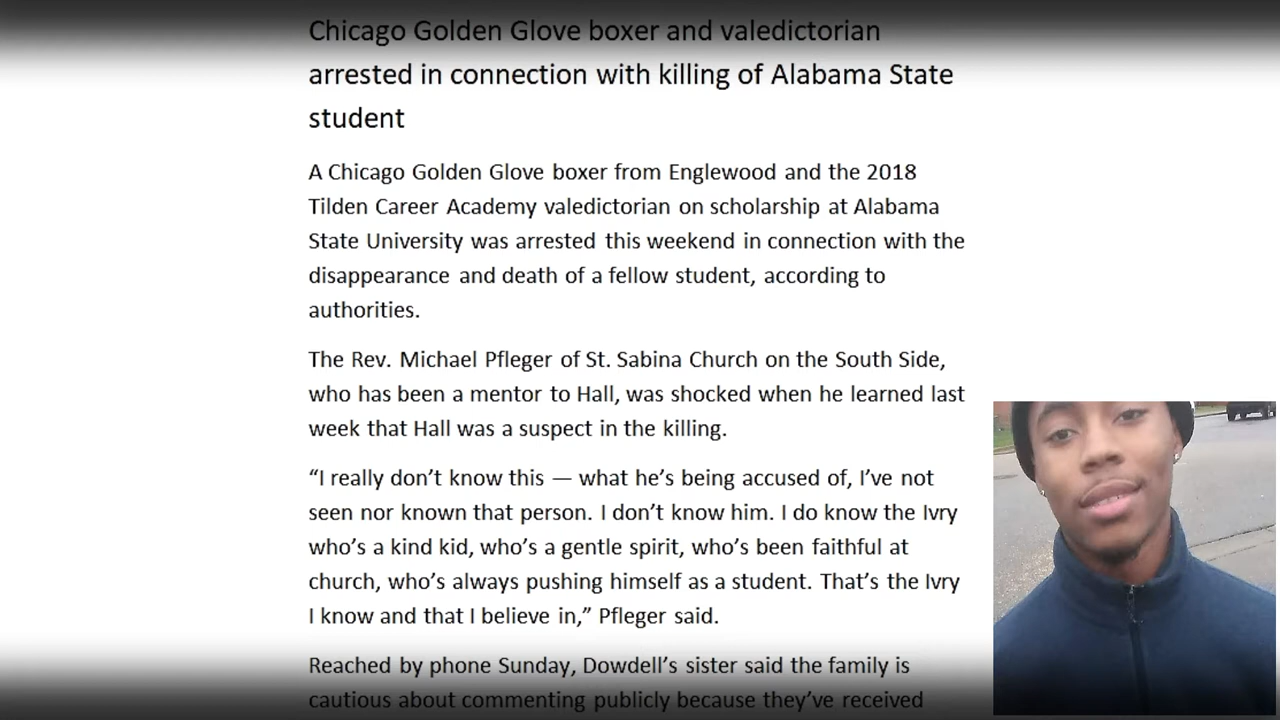 Chicago Golden Glove boxer and valedictorian
arrested in connection with killing of Alabama State
student
A Chicago Golden Glove boxer from Englewood and the 2018
Tilden Career Academy valedictorian on scholarship at Alabama
State University was arrested this weekend in connection with the
disappearance and death of a fellow student, according to
authorities.
The Rev. Michael Pfleger of St. Sabina Church on the South Side,
who has been a mentor to Hall, was shocked when he learned last
week that Hall was a suspect in the killing.
“I really don’t know this — what he’s being accused of, I’ve not
seen nor known that person. I don’t know him. I do know the Ivry
who’s a kind kid, who’s a gentle spirit, who’s been faithful at
church, who’s always pushing himself as a student. That’s the Ivry
I know and that I believe in,” Pfleger said.
Reached by phone Sunday, Dowdell’s sister said the family is
cautious about commenting publicly because they’ve received